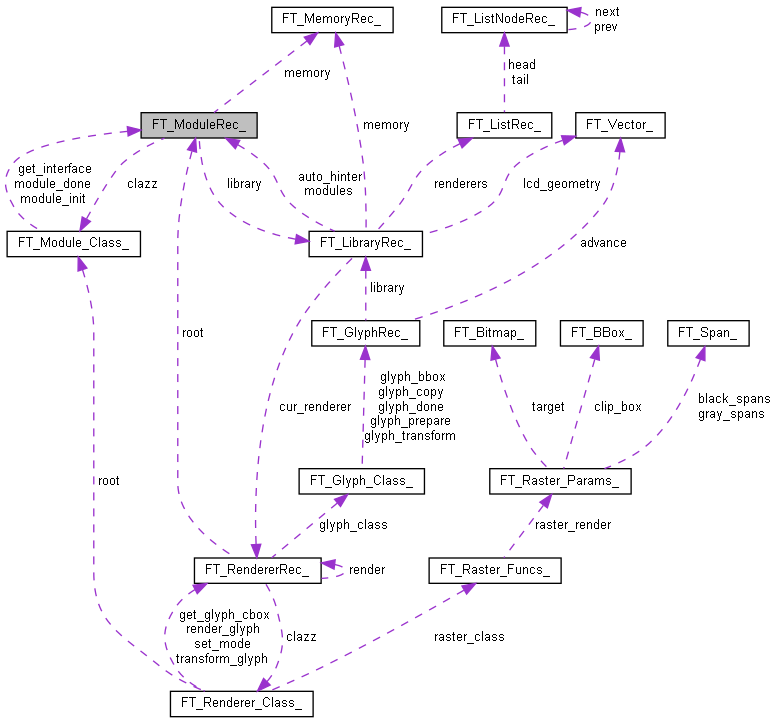 FT_MemoryRec_
FT_ListNodeRec_
next
prev
memory
head
tail
FT_ModuleRec_
memory
FT_ListRec_
FT_Vector_
get_interface
module_done
module_init
clazz
library
auto_hinter
modules
renderers
lcd_geometry
FT_Module_Class_
FT_LibraryRec_
advance
library
root
FT_GlyphRec_
FT_Bitmap_
FT_BBox_
FT_Span_
cur_renderer
glyph_bbox
glyph_copy
glyph_done
glyph_prepare
glyph_transform
target
clip_box
black_spans
gray_spans
root
FT_Glyph_Class_
FT_Raster_Params_
glyph_class
raster_render
FT_RendererRec_
render
FT_Raster_Funcs_
get_glyph_cbox
render_glyph
set_mode
transform_glyph
clazz
raster_class
FT_Renderer_Class_